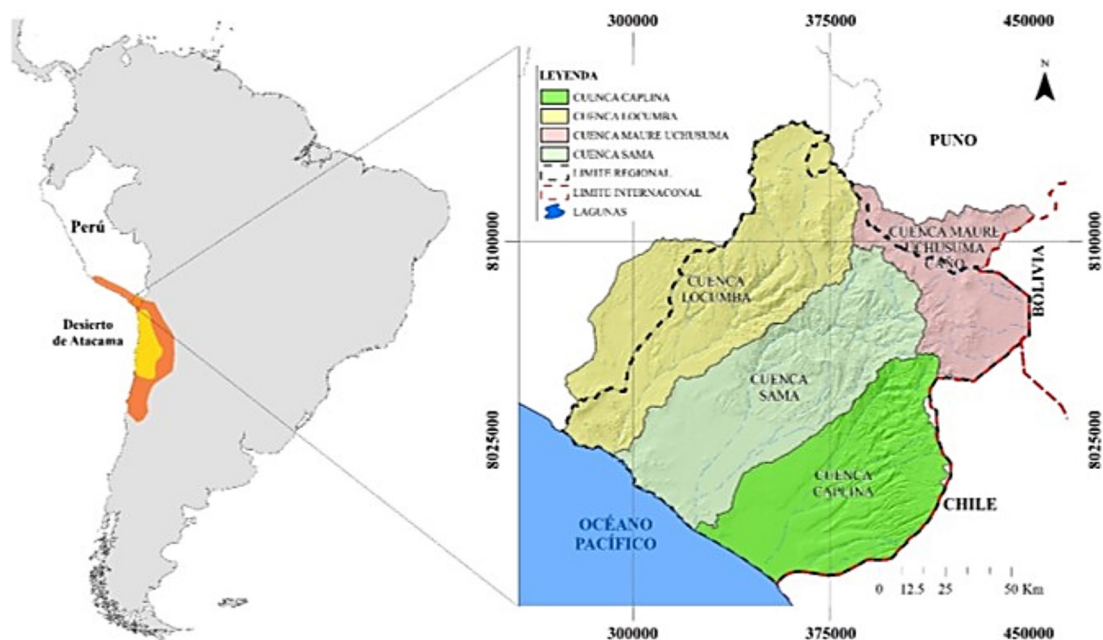 Perú
Desierto
de Atacama
300000
375000
450000
LEYENDA
CUENCA CAPLINA
CUENCA LOCUMBA
CUENCA MAURE UCHUSUMA
CUENCA SAMA
LIMITE REGIONAL
LIMITE INTERNACONAL
LAGUNAS
N
PUNO
8100000
8100000
CUENCA MAURE
UCHUSUMA
CAÑO
BOLIVIA
CUENCA
LOCUMBA
CUENCA
SAMA
8025000
8025000
CUENCA
CAPLINA
CHILE
OCÉANO
PACÍFICO
0 12.5 25 50 Km
300000
375000
450000